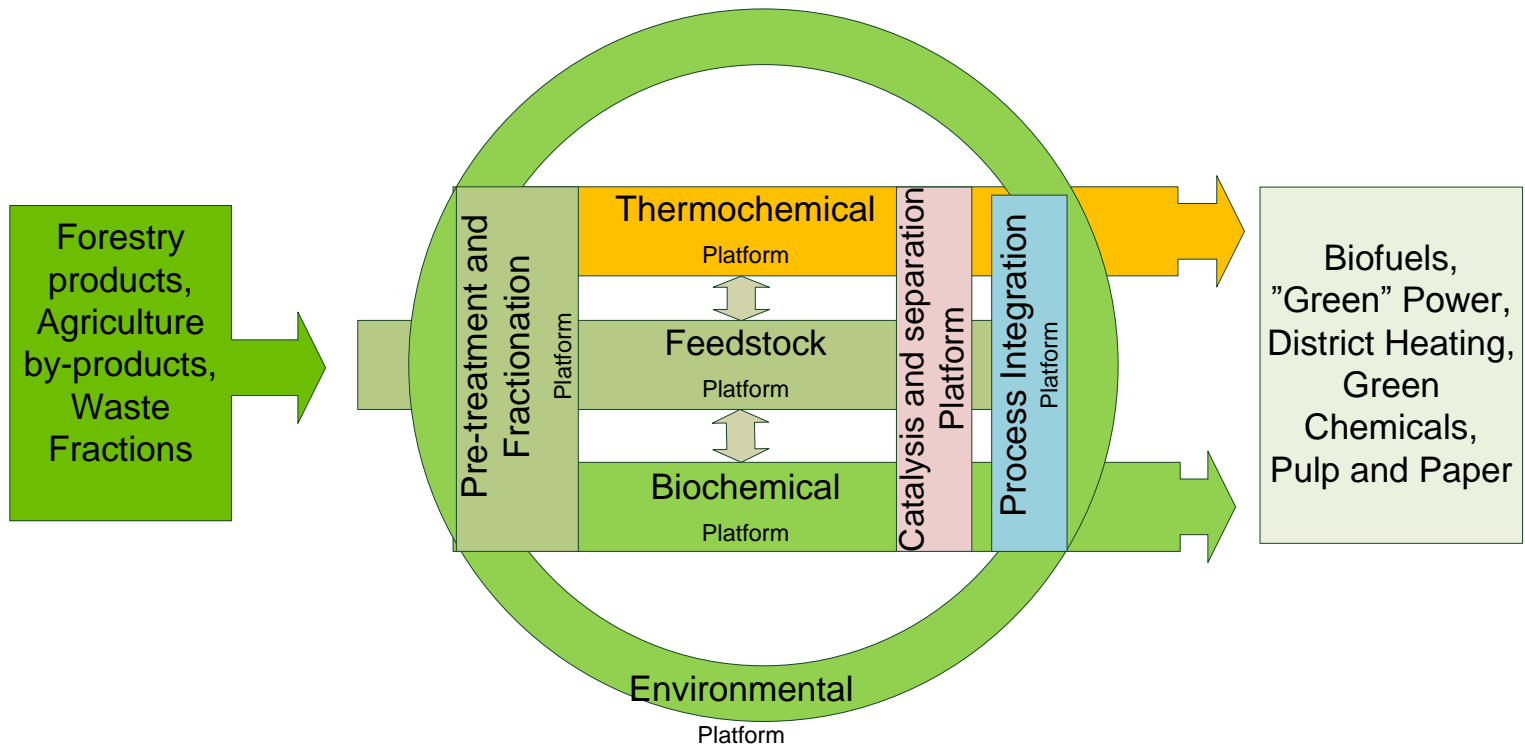 Forestry
products,
Agriculture
by-products,
Waste
Fractions
Pre-treatment and
Fractionation
Platform
Thermochemical
Platform
Feedstock
Platform
Biochemical
Platform
Catalysis and separation
Platform
Process Integration
Platform
Environmental
Platform
Biofuels,
”Green” Power,
District Heating,
Green
Chemicals,
Pulp and Paper